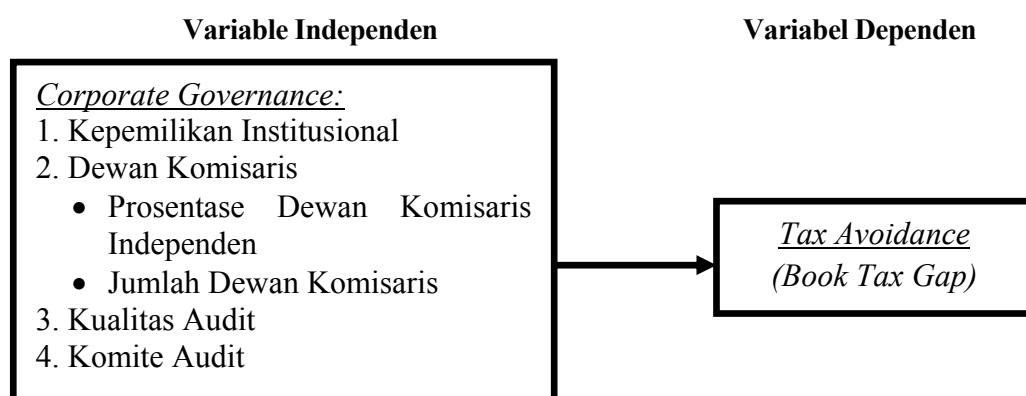 Variable Independen
Variabel Dependen
Corporate Governance:
1. Kepemilikan Institusional
2. Dewan Komisaris
• Prosentase Dewan Komisaris
Independen
• Jumlah Dewan Komisaris
3. Kualitas Audit
4. Komite Audit
Tax Avoidance
(Book Tax Gap)